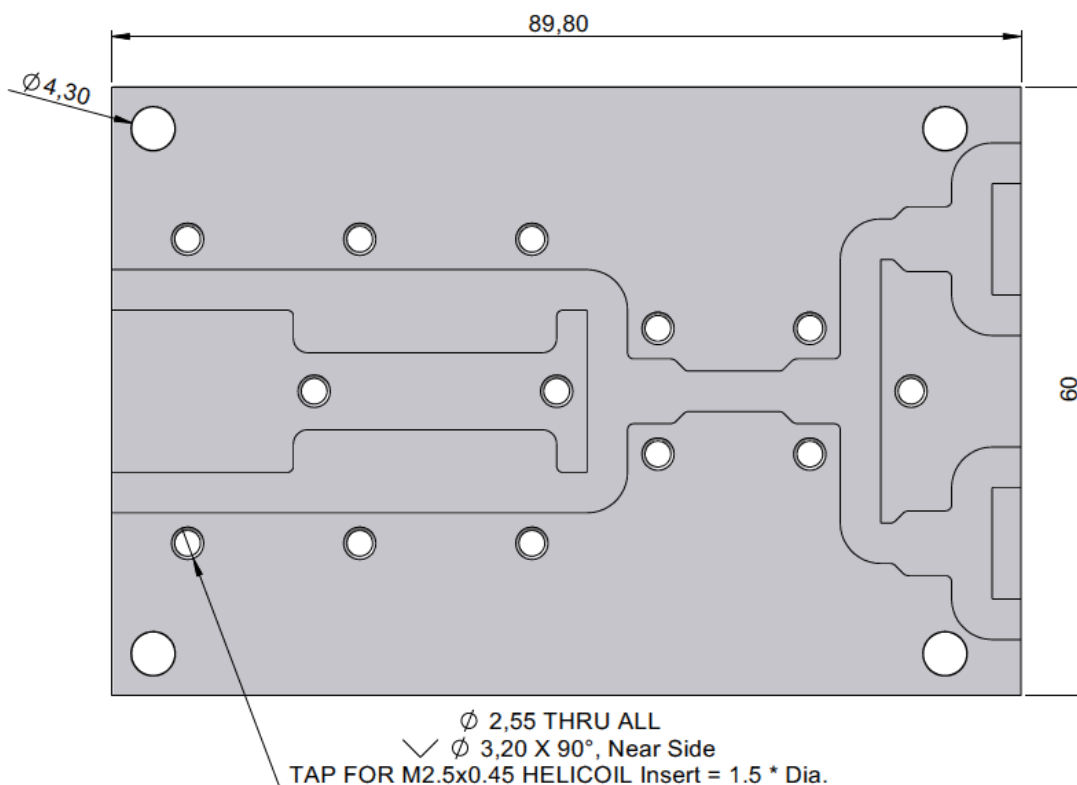 89,80
Ø4,30
60
Ø 2,55 THRU ALL
⌵ Ø 3,20 X 90°, Near Side
TAP FOR M2.5x0.45 HELICOIL Insert = 1.5 * Dia.